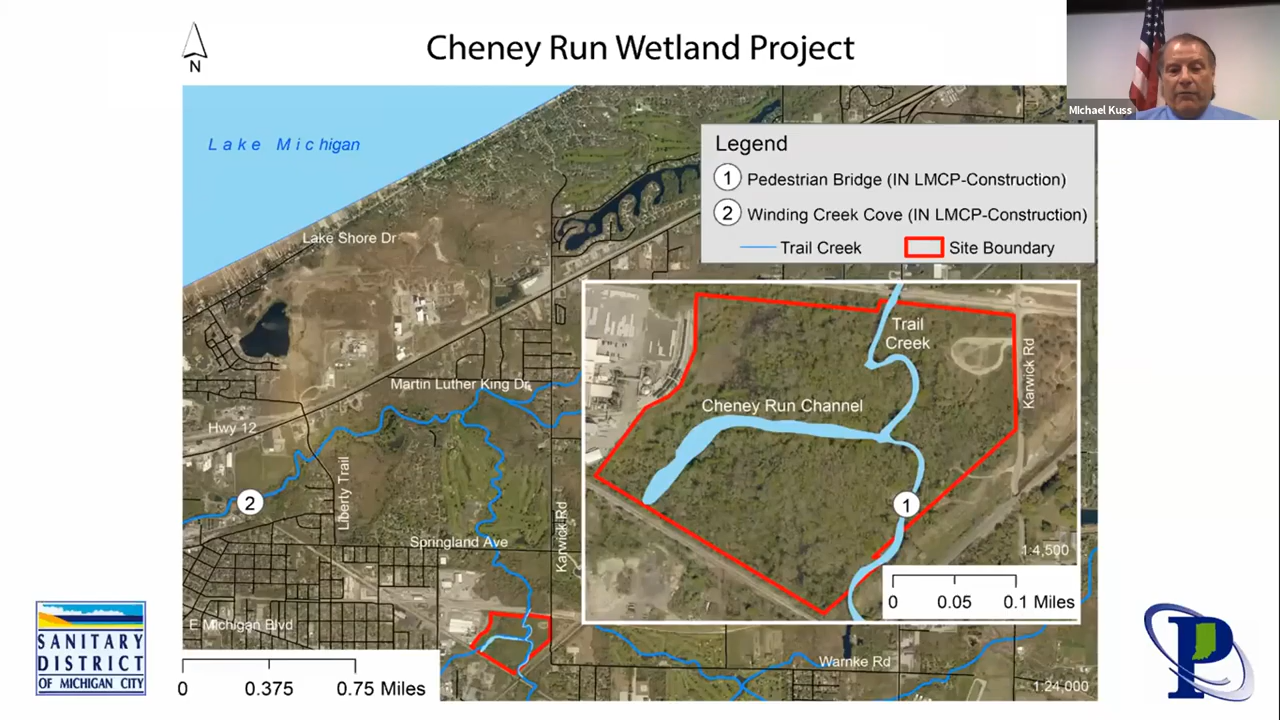 Cheney Run Wetland Project
N
Michael Kuss
Lake Michigan
Legend
1 Pedestrian Bridge (IN LMCP-Construction)
2 Winding Creek Cove (IN LMCP-Construction)
Trail Creek
Site Boundary
Lake Shore Dr
Trail
Creek
Karwick Rd
Martin Luther King Dr
Cheney Run Channel
Hwy 12
Liberty Trail
2
1
Karwick Rd
Springland Ave
1:4,500
0 0.05 0.1 Miles
E Michigan Blvd
SANITARY
DISTRICT
OF MICHIGAN CITY
Warnke Rd
0 0.375 0.75 Miles
1:24,000
P